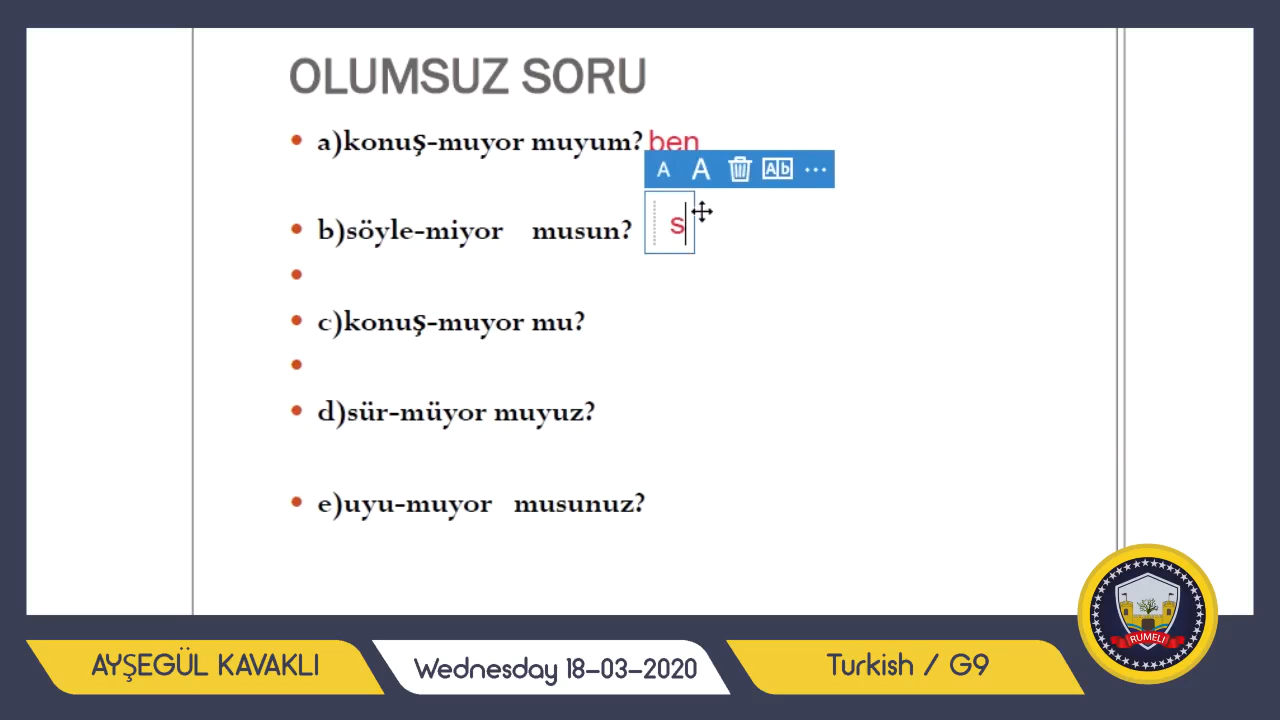 OLUMSUZ SORU
a)konuş-muyor muyum? ben
A A Ab ...
b)söyle-miyor musun? s
c)konuş-muyor mu?
d)sür-müyor muyuz?
e)uyu-muyor musunuz?
RUMELI
AYŞEGÜL KAVAKLI
Wednesday 18-03-2020
Turkish / G9